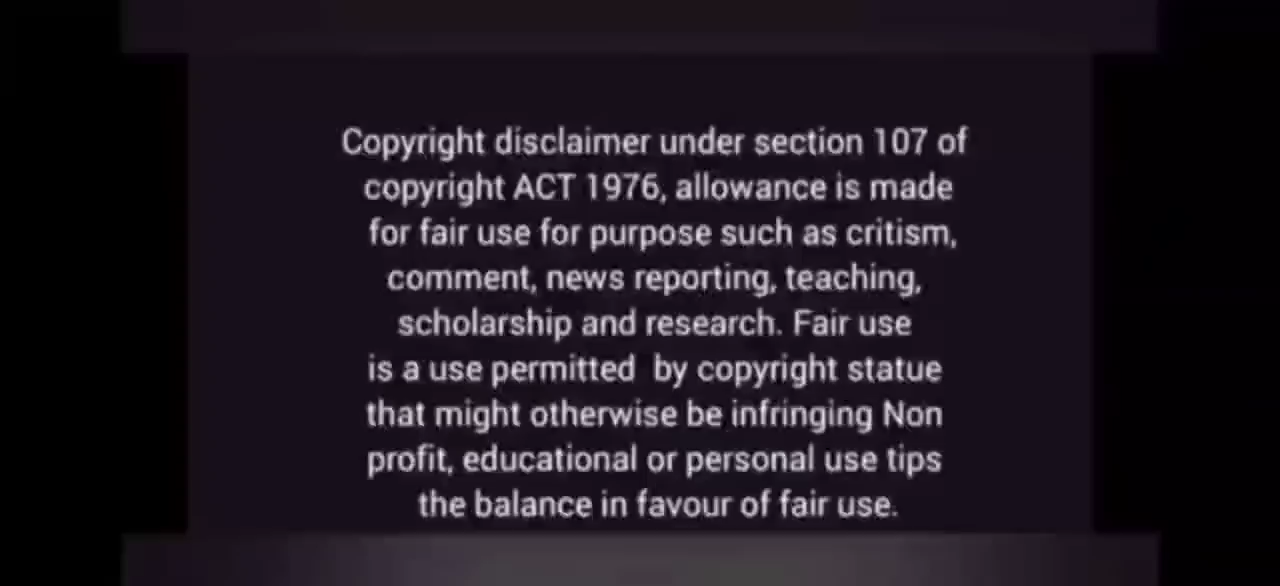 Copyright disclaimer under section 107 of
copyright ACT 1976, allowance is made
for fair use for purpose such as critism,
comment, news reporting, teaching,
scholarship and research. Fair use
is a use permitted by copyright statue
that might otherwise be infringing Non
profit, educational or personal use tips
the balance in favour of fair use.